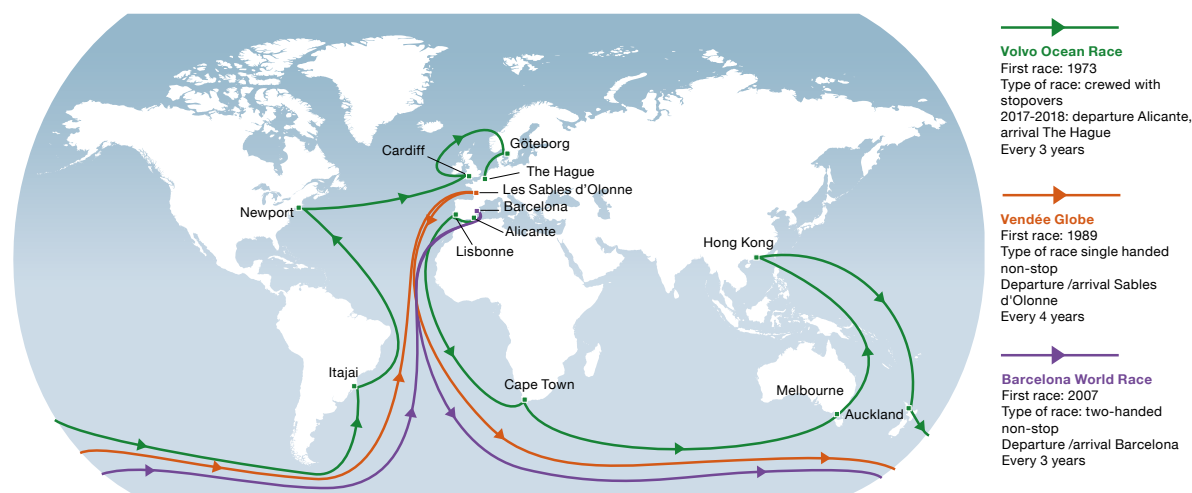 Göteborg
Cardiff
The Hague
Les Sables d'Olonne
Barcelona
Newport
Alicante
Lisbonne
Hong Kong
Itajai
Cape Town
Melbourne
Auckland
Volvo Ocean Race
First race: 1973
Type of race: crewed with
stopovers
2017-2018: departure Alicante,
arrival The Hague
Every 3 years
Vendée Globe
First race: 1989
Type of race single handed
non-stop
Departure /arrival Sables
d'Olonne
Every 4 years
Barcelona World Race
First race: 2007
Type of race: two-handed
non-stop
Departure /arrival Barcelona
Every 3 years